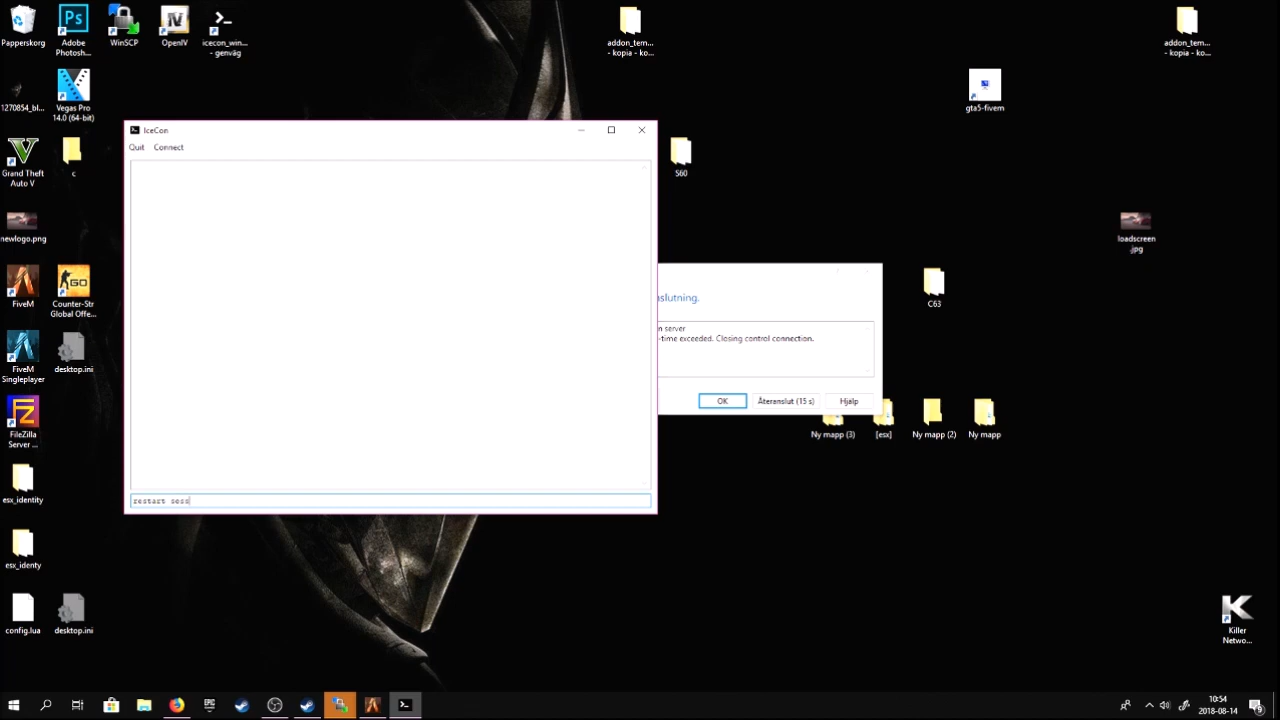 Papperskorg
Adobe
Photosh...
WinSCP
OpenIV
icecon_win...
- genväg
addon_tem...
- kopia - ko...
addon_tem...
- kopia - ko...
1270854_bl...
Vegas Pro
14.0 (64-bit)
gta5-fivem
IceCon
Quit
Connect
Grand Theft
Auto V
c
S60
newlogo.png
loadscreen
.jpg
FiveM
Counter-Str
Global Offe...
C63
slutning.
n server
-time exceeded. Closing control connection.
FiveM
Singleplayer
desktop.ini
OK
Återanslut (15 s)
Hjälp
FileZilla
Server ...
Ny mapp (3)
[esx]
Ny mapp (2)
Ny mapp
esx_identity
restart sess
esx_identy
config.lua
desktop.ini
Killer
Netwo...
EPIC
10:54
2018-08-14